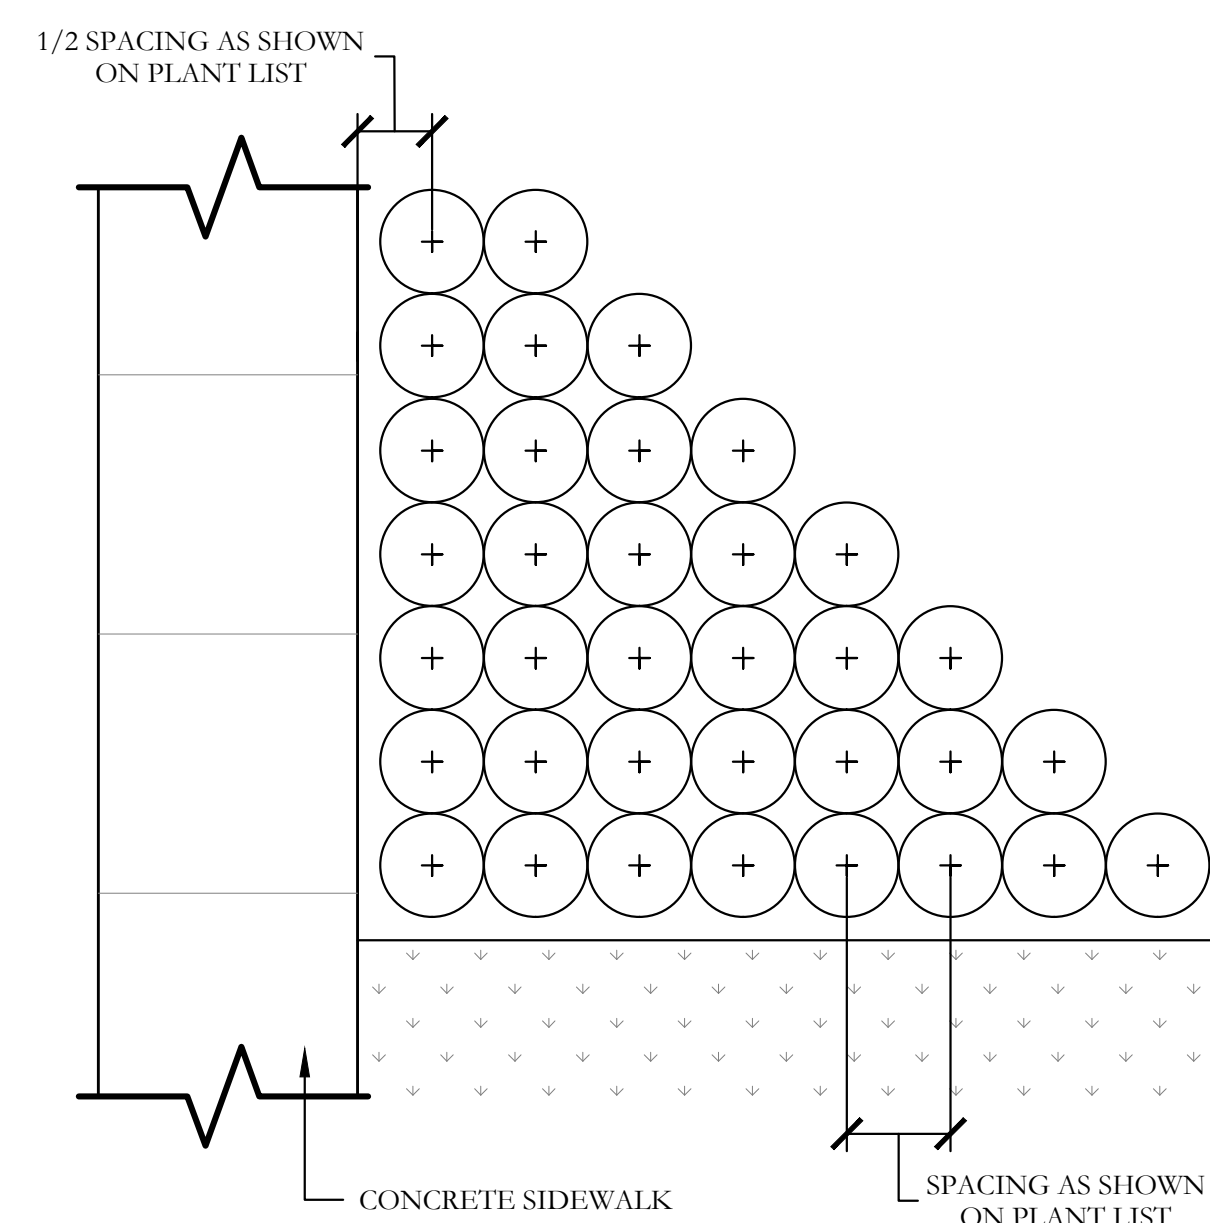 1/2 SPACING AS SHOWN
ON PLANT LIST
CONCRETE SIDEWALK
SPACING AS SHOWN
ON PLANT LIST